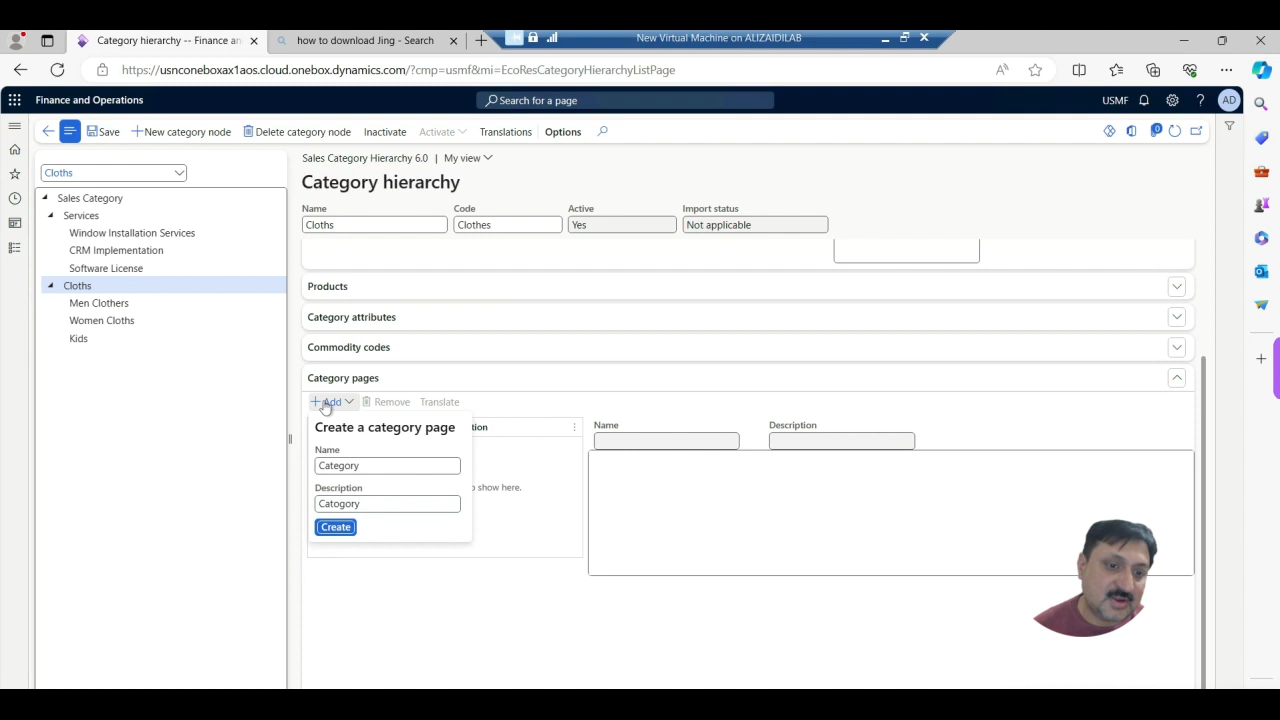 Category hierarchy -- Finance an
how to download Jing - Search
New Virtual Machine on ALIZAIDILAB
https://usnconeboxax1aos.cloud.onebox.dynamics.com/?cmp=usmf&mi=EcoResCategoryHierarchyListPage
Finance and Operations
Search for a page
USMF
AD
Save
New category node
Delete category node
Inactivate
Activate
Translations
Options
0
Cloths
Sales Category
Services
Window Installation Services
CRM Implementation
Software License
Cloths
Men Clothers
Women Cloths
Kids
Sales Category Hierarchy 6.0 | My view
Category hierarchy
Name Code Active Import status
Cloths Clothes Yes Not applicable
Products
Category attributes
Commodity codes
Category pages
Add Remove Translate
Create a category page
Name
Category
Description
Catogory
Create
tion
o show here.
Name Description